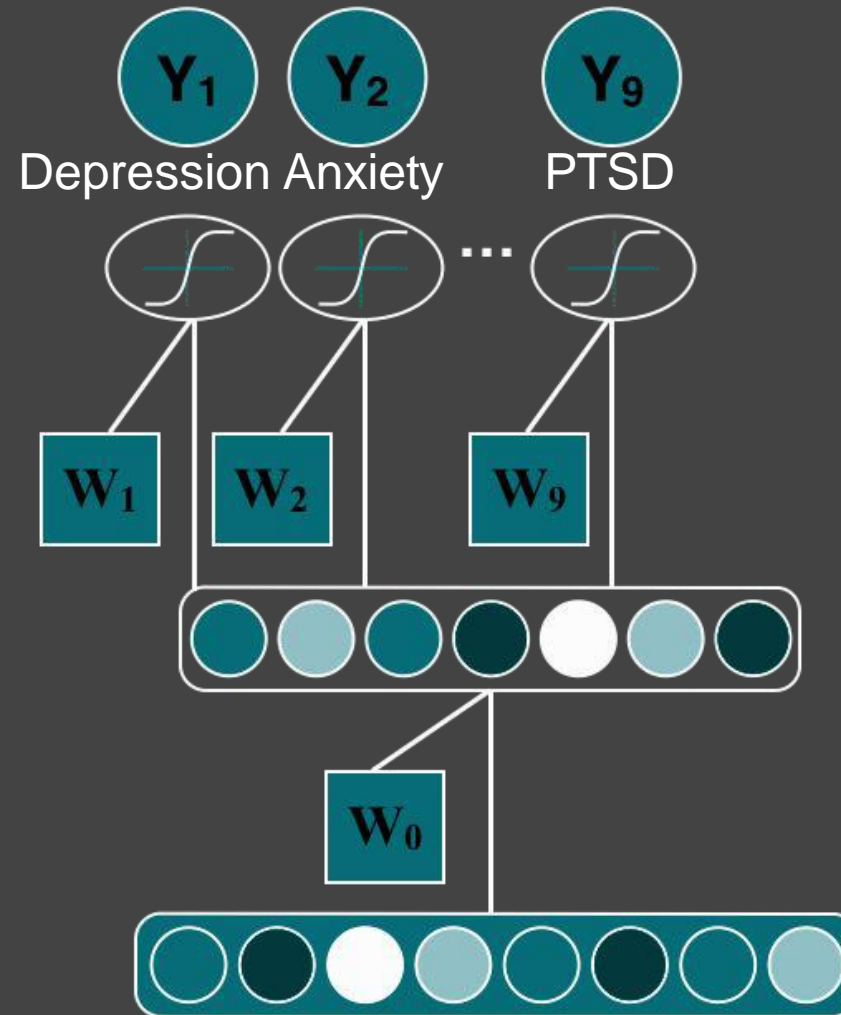 Y₁ Y₂ Y₉
Depression Anxiety PTSD
...
W₁ W₂ W₉
W₀